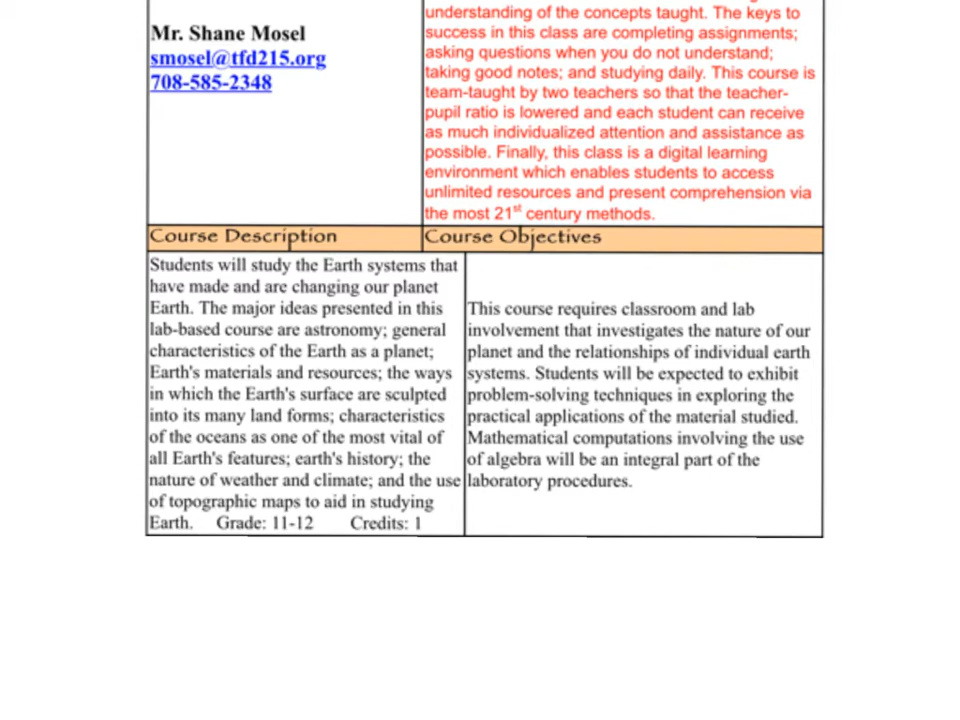 Mr. Shane Mosel
smosel@tfd215.org
708-585-2348
understanding of the concepts taught. The keys to
success in this class are completing assignments;
asking questions when you do not understand;
taking good notes; and studying daily. This course is
team-taught by two teachers so that the teacher-
pupil ratio is lowered and each student can receive
as much individualized attention and assistance as
possible. Finally, this class is a digital learning
environment which enables students to access
unlimited resources and present comprehension via
the most 21st century methods.
Course Description
Course Objectives
Students will study the Earth systems that
have made and are changing our planet
Earth. The major ideas presented in this
lab-based course are astronomy; general
characteristics of the Earth as a planet;
Earth's materials and resources; the ways
in which the Earth's surface are sculpted
into its many land forms; characteristics
of the oceans as one of the most vital of
all Earth's features; earth's history; the
nature of weather and climate; and the use
of topographic maps to aid in studying
Earth. Grade: 11-12 Credits: 1
This course requires classroom and lab
involvement that investigates the nature of our
planet and the relationships of individual earth
systems. Students will be expected to exhibit
problem-solving techniques in exploring the
practical applications of the material studied.
Mathematical computations involving the use
of algebra will be an integral part of the
laboratory procedures.